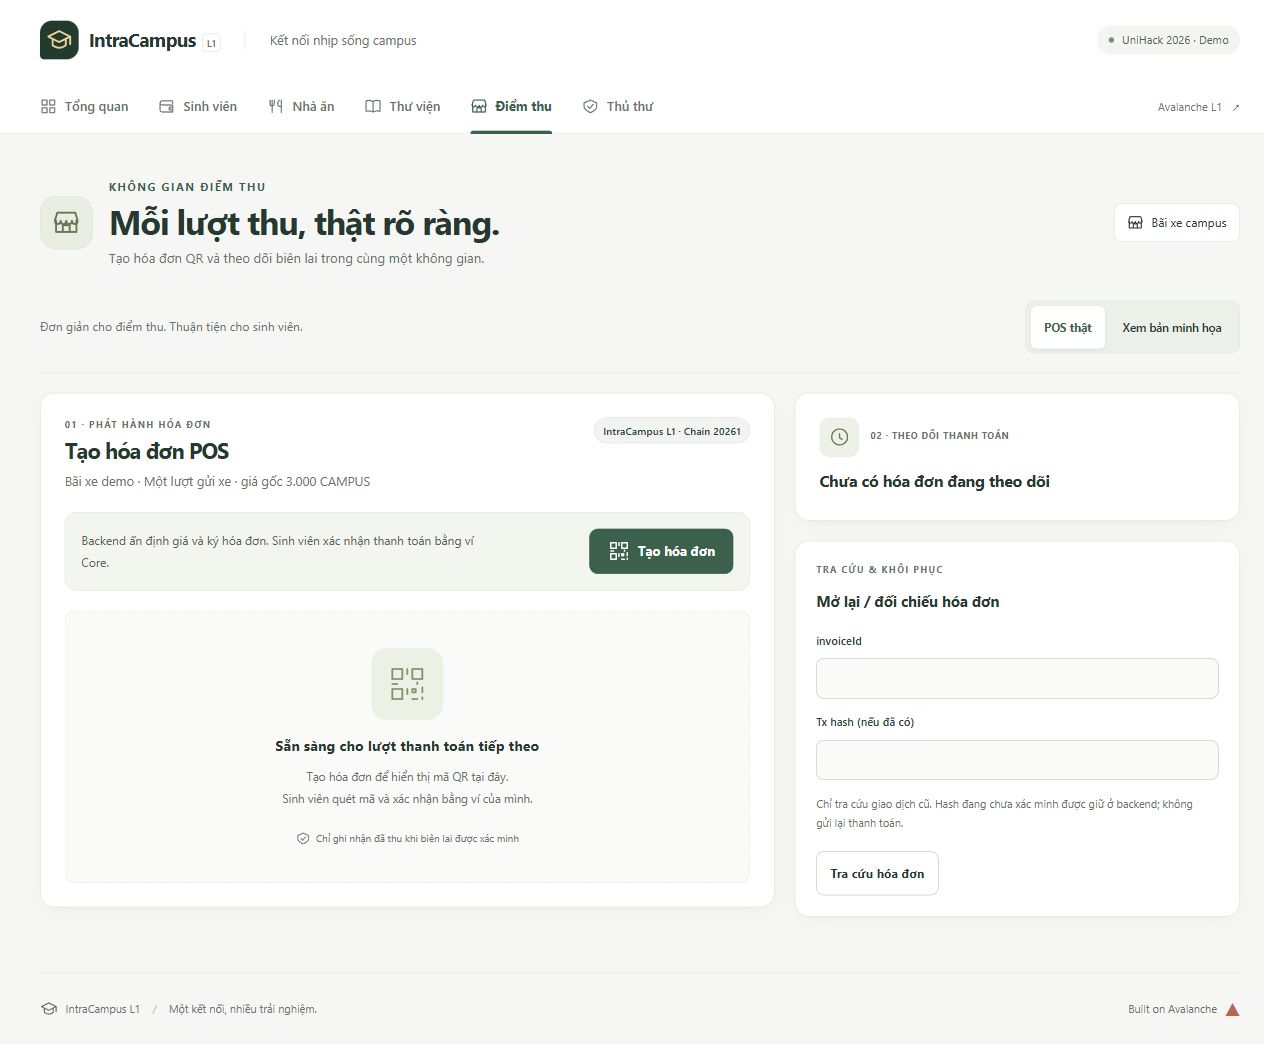 IntraCampus L1
Kết nối nhịp sống campus
UniHack 2026 · Demo
Tổng quan
Sinh viên
Nhà ăn
Thư viện
Điểm thu
Thủ thư
Avalanche L1 ↗
KHÔNG GIAN ĐIỂM THU
Mỗi lượt thu, thật rõ ràng.
Tạo hóa đơn QR và theo dõi biên lai trong cùng một không gian.
Bãi xe campus
Đơn giản cho điểm thu. Thuận tiện cho sinh viên.
POS thật
Xem bản minh họa
01 · PHÁT HÀNH HÓA ĐƠN
Tạo hóa đơn POS
Bãi xe demo · Một lượt gửi xe · giá gốc 3.000 CAMPUS
IntraCampus L1 · Chain 20261
Backend ấn định giá và ký hóa đơn. Sinh viên xác nhận thanh toán bằng ví
Core.
Tạo hóa đơn
Sẵn sàng cho lượt thanh toán tiếp theo
Tạo hóa đơn để hiển thị mã QR tại đây.
Sinh viên quét mã và xác nhận bằng ví của mình.
Chỉ ghi nhận đã thu khi biên lai được xác minh
02 · THEO DÕI THANH TOÁN
Chưa có hóa đơn đang theo dõi
TRA CỨU & KHÔI PHỤC
Mở lại / đối chiếu hóa đơn
invoiceId
Tx hash (nếu đã có)
Chỉ tra cứu giao dịch cũ. Hash đang chưa xác minh được giữ ở backend; không
gửi lại thanh toán.
Tra cứu hóa đơn
IntraCampus L1 / Một kết nối, nhiều trải nghiệm.
Built on Avalanche